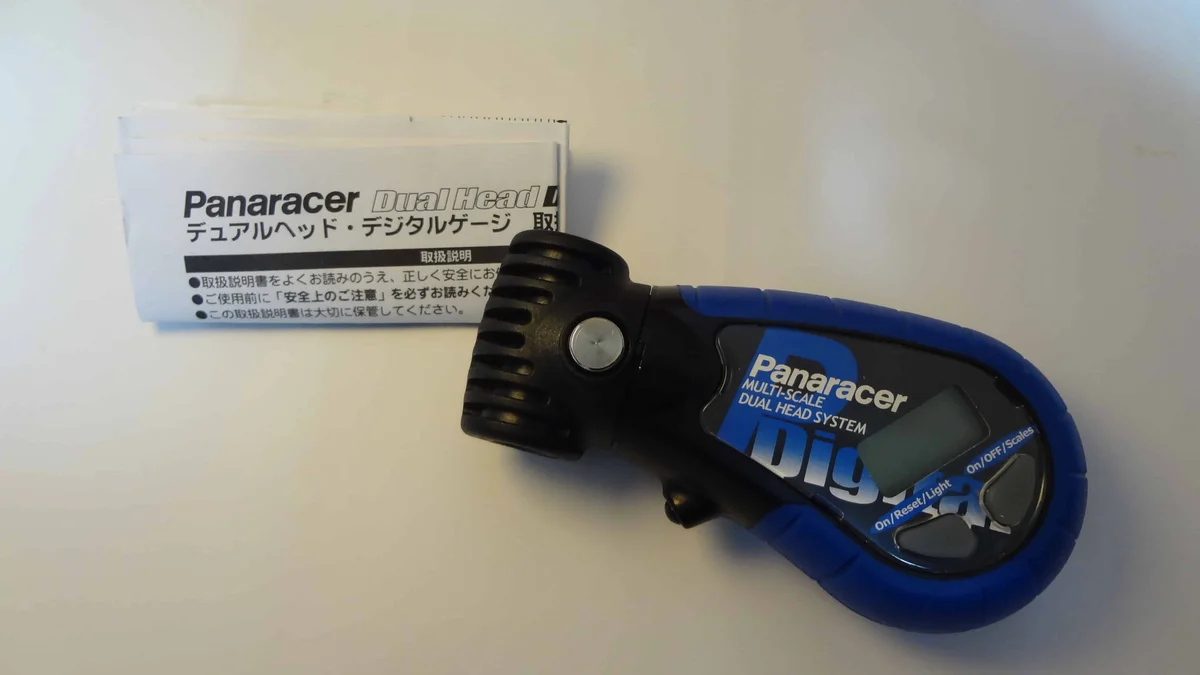 Panaracer Dual Head
デュアルヘッド・デジタルゲージ 取
取扱説明
●取扱説明書をよくお読みのうえ、正しく安全にお
●ご使用前に「安全上のご注意」を必ずお読みくだ
●この取扱説明書は大切に保管してください。
Panaracer
MULTI-SCALE
DUAL HEAD SYSTEM
Digital
On/OFF/Scales
On/Reset/Light